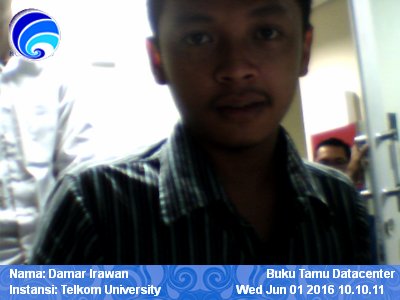 Nama: Damar Irawan Buku Tamu Datacenter
Instansi: Telkom University Wed Jun 01 2016 10.10.11